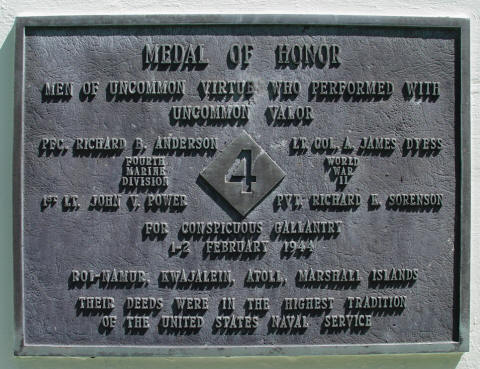 MEDAL OF HONOR
MEN OF UNCOMMON VIRTUE WHO PERFORMED WITH
UNCOMMON VALOR
PFC. RICHARD B. ANDERSON
LT. COL. A. JAMES DYESS
FOURTH
MARINE
DIVISION
4
WORLD
WAR
II
1ST LT. JOHN V. POWER
PVT. RICHARD K. SORENSON
FOR CONSPICUOUS GALLANTRY
1-2 FEBRUARY 1944
ROI-NAMUR, KWAJALEIN, ATOLL, MARSHALL ISLANDS
THEIR DEEDS WERE IN THE HIGHEST TRADITION
OF THE UNITED STATES NAVAL SERVICE